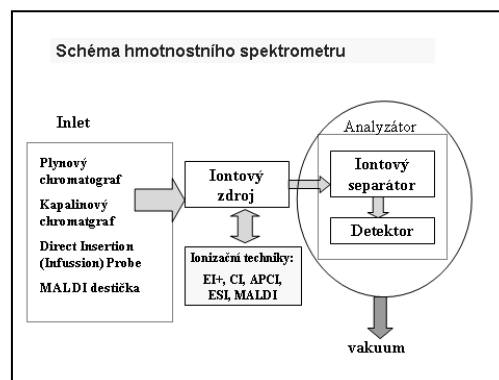 Schéma hmotnostního spektrometru
Inlet
Plynový
chromatograf
Kapalinový
chromatgraf
Direct Insertion
(Infussion) Probe
MALDI destička
Iontový
zdroj
Ionizační techniky:
EI+, CI, APCI,
ESI, MALDI
Analyzátor
Iontový
separátor
Detektor
vakuum